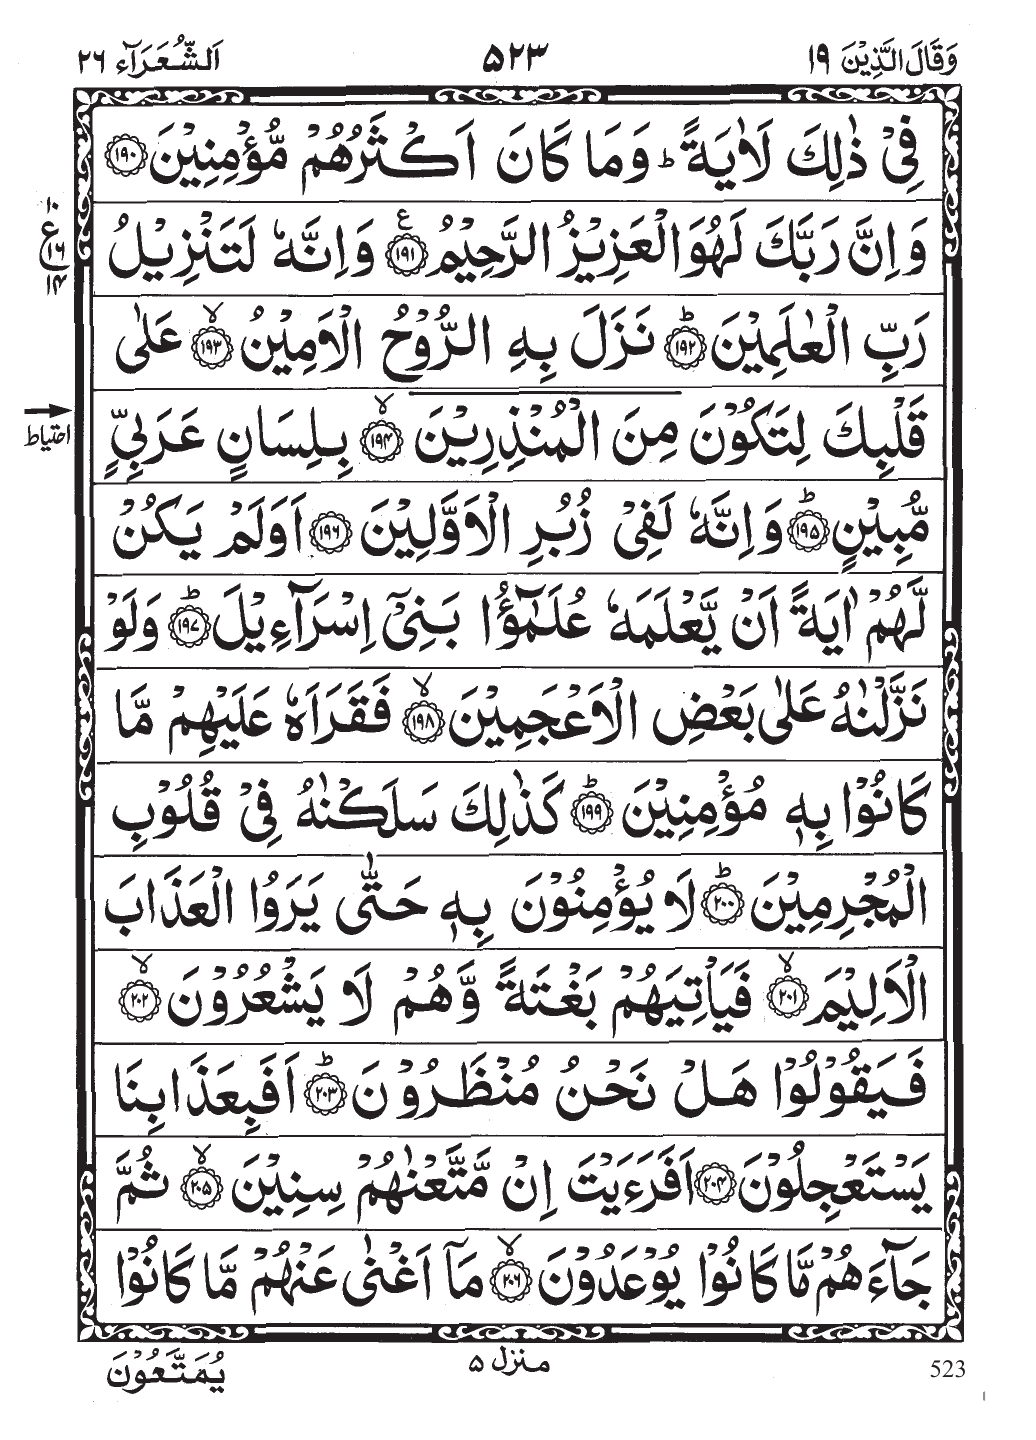 وَقَالَ الَّذِيْنَ ١٩
٥٢٣
اَلشُّعَرَآء ٢٦
فِيْ ذٰلِكَ لَاٰيَةً ؕ وَمَا كَانَ اَكْثَرُهُمْ مُّؤْمِنِيْنَ ١٩٠
وَاِنَّ رَبَّكَ لَهُوَ الْعَزِيْزُ الرَّحِيْمُ ١٩١ ع وَاِنَّهٗ لَتَنْزِيْلُ
١٠
ع
١٦
١٤
رَبِّ الْعٰلَمِيْنَ ؕ ١٩٢ نَزَلَ بِهِ الرُّوْحُ الْاَمِيْنُ ۙ ١٩٣ عَلٰى
قَلْبِكَ لِتَكُوْنَ مِنَ الْمُنْذِرِيْنَ ۙ ١٩٤ بِلِسَانٍ عَرَبِيٍّ
احتیاط
مُّبِيْنٍ ؕ ١٩٥ وَاِنَّهٗ لَفِيْ زُبُرِ الْاَوَّلِيْنَ ١٩٦ اَوَلَمْ يَكُنْ
لَّهُمْ اٰيَةً اَنْ يَّعْلَمَهٗ عُلَمٰٓؤُا بَنِيْٓ اِسْرَآءِيْلَ ؕ ١٩٧ وَلَوْ
نَزَّلْنٰهُ عَلٰى بَعْضِ الْاَعْجَمِيْنَ ۙ ١٩٨ فَقَرَاَهٗ عَلَيْهِمْ مَّا
كَانُوْا بِهٖ مُؤْمِنِيْنَ ؕ ١٩٩ كَذٰلِكَ سَلَكْنٰهُ فِيْ قُلُوْبِ
الْمُجْرِمِيْنَ ؕ ٢٠٠ لَا يُؤْمِنُوْنَ بِهٖ حَتّٰى يَرَوُا الْعَذَابَ
الْاَلِيْمَ ۙ ٢٠١ فَيَاْتِيَهُمْ بَغْتَةً وَّهُمْ لَا يَشْعُرُوْنَ ۙ ٢٠٢
فَيَقُوْلُوْا هَلْ نَحْنُ مُنْظَرُوْنَ ؕ ٢٠٣ اَفَبِعَذَابِنَا
يَسْتَعْجِلُوْنَ ٢٠٤ اَفَرَءَيْتَ اِنْ مَّتَّعْنٰهُمْ سِنِيْنَ ۙ ٢٠٥ ثُمَّ
جَآءَهُمْ مَّا كَانُوْا يُوْعَدُوْنَ ۙ ٢٠٦ مَآ اَغْنٰى عَنْهُمْ مَّا كَانُوْا
523
منزل ٥
يُمَتَّعُوْنَ